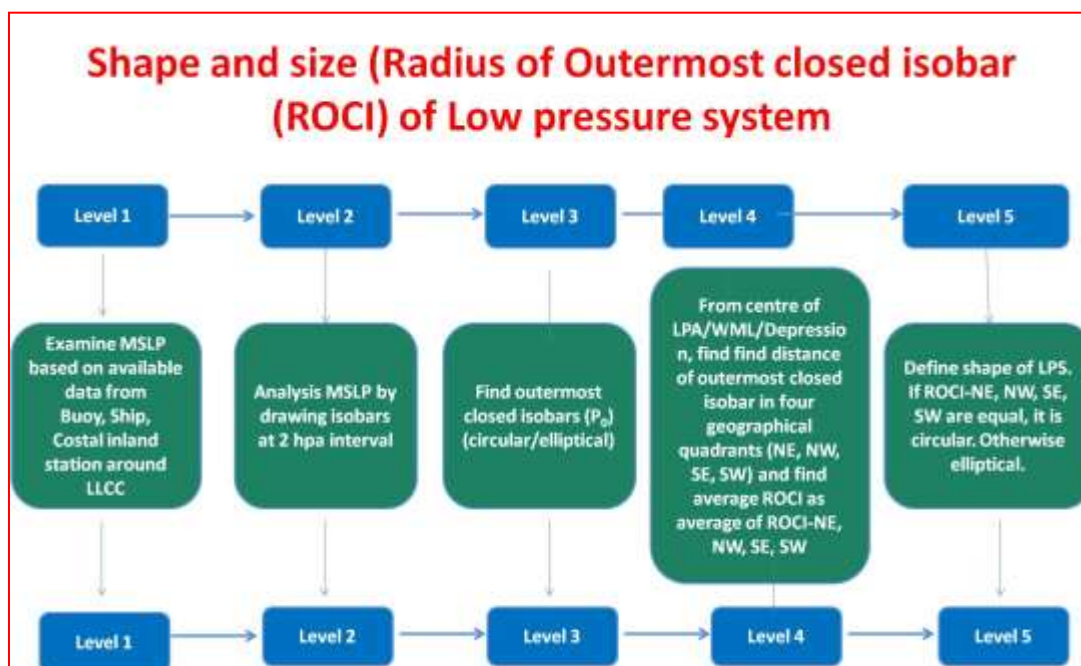 Shape and size (Radius of Outermost closed isobar
(ROCI) of Low pressure system
Level 1
Level 2
Level 3
Level 4
Level 5
Examine MSLP
based on available
data from
Buoy, Ship,
Costal inland
station around
LLCC
Analysis MSLP by
drawing isobars
at 2 hpa interval
Find outermost
closed isobars (P₀)
(circular/elliptical)
From centre of
LPA/WML/Depressio
n, find find distance
of outermost closed
isobar in four
geographical
quadrants (NE, NW,
SE, SW) and find
average ROCI as
average of ROCI-NE,
NW, SE, SW
Define shape of LPS.
If ROCI-NE, NW, SE,
SW are equal, it is
circular. Otherwise
elliptical.
Level 1
Level 2
Level 3
Level 4
Level 5